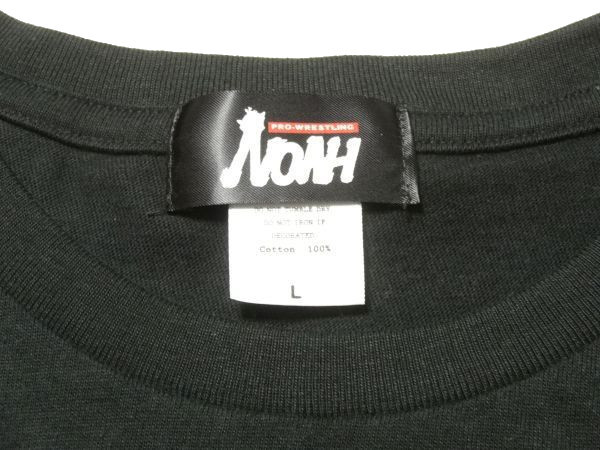 PRO-WRESTLING
NOAH
DO NOT TUMBLE DRY
DO NOT IRON IF
DECORATED
Cotton 100%
L